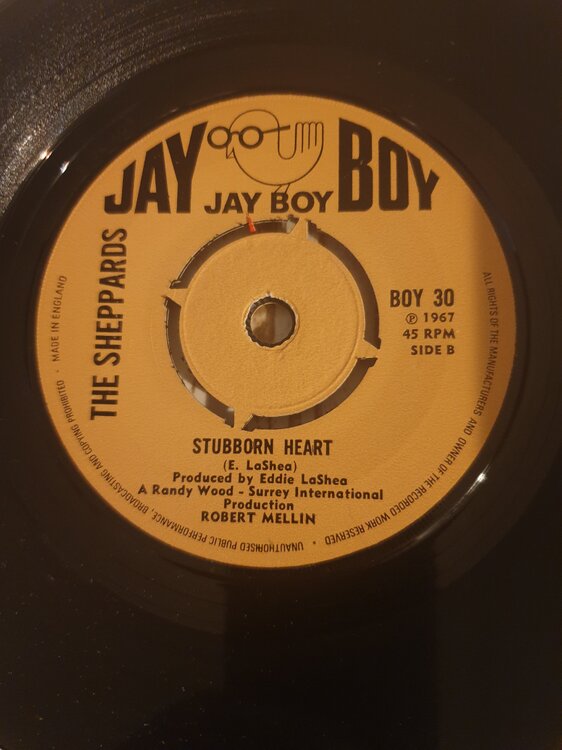 JAY BOY
JAY BOY
THE SHEPPARDS
BOY 30
℗ 1967
45 RPM
SIDE B
STUBBORN HEART
(E. LaShea)
Produced by Eddie LaShea
A Randy Wood - Surrey International
Production
ROBERT MELLIN
ALL RIGHTS OF THE MANUFACTURERS AND OWNER OF THE RECORDED WORK RESERVED · UNAUTHORISED PUBLIC PERFORMANCE, BROADCASTING AND COPYING PROHIBITED · MADE IN ENGLAND